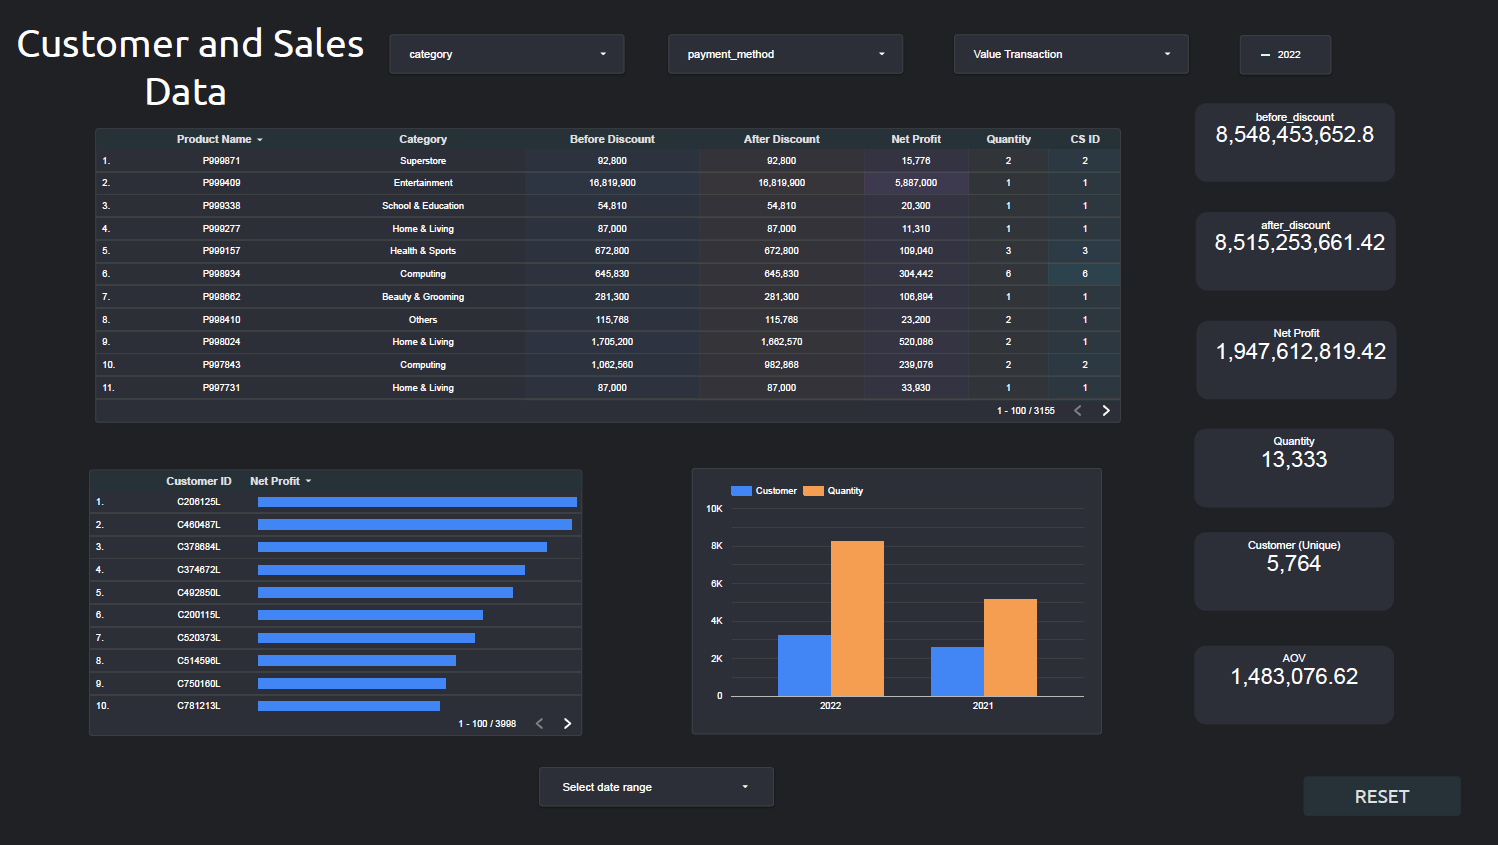 Customer and Sales
Data
category
payment_method
Value Transaction
2022
Product Name Category Before Discount After Discount Net Profit Quantity CS ID
1. P999871 Superstore 92,800 92,800 15,776 2 2
2. P999409 Entertainment 16,819,900 16,819,900 5,887,000 1 1
3. P999338 School & Education 54,810 54,810 20,300 1 1
4. P999277 Home & Living 87,000 87,000 11,310 1 1
5. P999157 Health & Sports 672,800 672,800 109,040 3 3
6. P998934 Computing 645,830 645,830 304,442 6 6
7. P998662 Beauty & Grooming 281,300 281,300 106,894 1 1
8. P998410 Others 115,768 115,768 23,200 2 1
9. P998024 Home & Living 1,705,200 1,662,570 520,086 2 1
10. P997843 Computing 1,062,560 982,868 239,076 2 2
11. P997731 Home & Living 87,000 87,000 33,930 1 1
1 - 100 / 3155
before_discount
8,548,453,652.8
after_discount
8,515,253,661.42
Net Profit
1,947,612,819.42
Quantity
13,333
Customer (Unique)
5,764
AOV
1,483,076.62
Customer ID Net Profit
1. C206125L
2. C460487L
3. C378684L
4. C374672L
5. C492850L
6. C200115L
7. C520373L
8. C514596L
9. C750160L
10. C781213L
1 - 100 / 3998
Customer Quantity
10K
8K
6K
4K
2K
0
2022 2021
Select date range
RESET